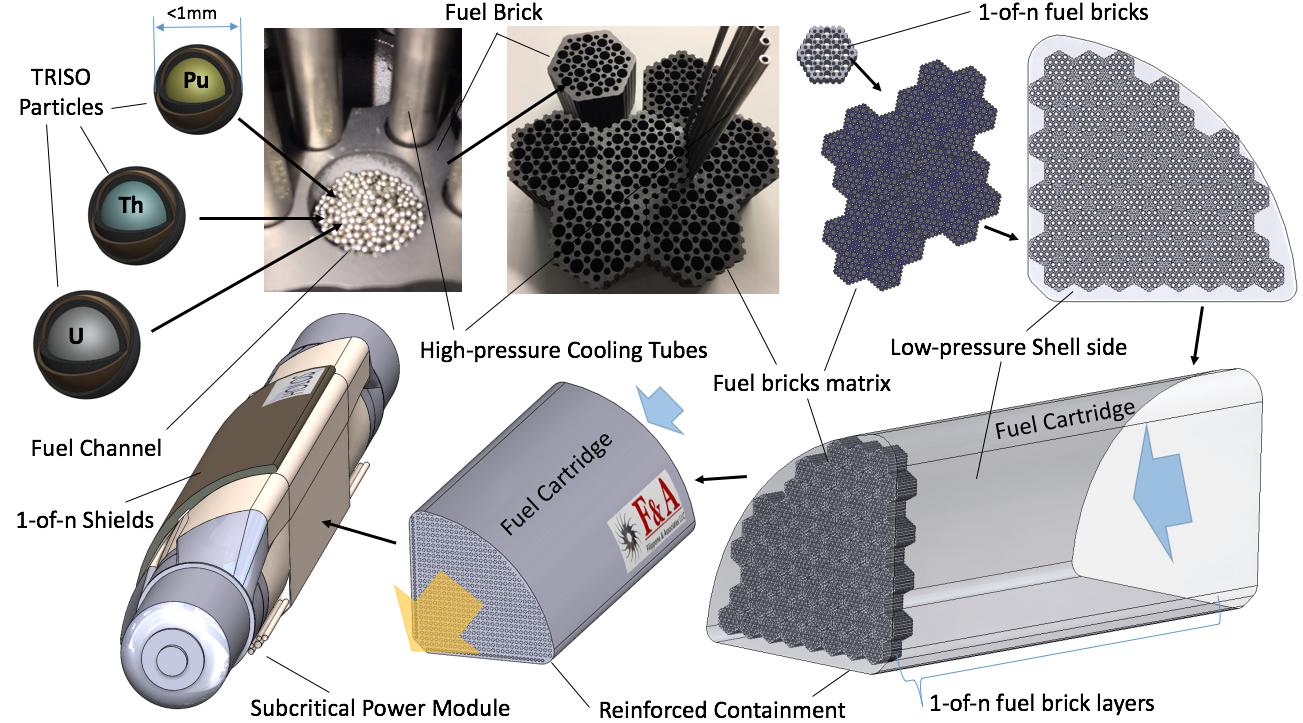 <1mm
Fuel Brick
1-of-n fuel bricks
TRISO
Particles
Pu
Th
U
High-pressure Cooling Tubes
Low-pressure Shell side
Fuel bricks matrix
Fuel Cartridge
Fuel Cartridge
F&A
Fuel Channel
1-of-n Shields
Subcritical Power Module
Reinforced Containment
1-of-n fuel brick layers